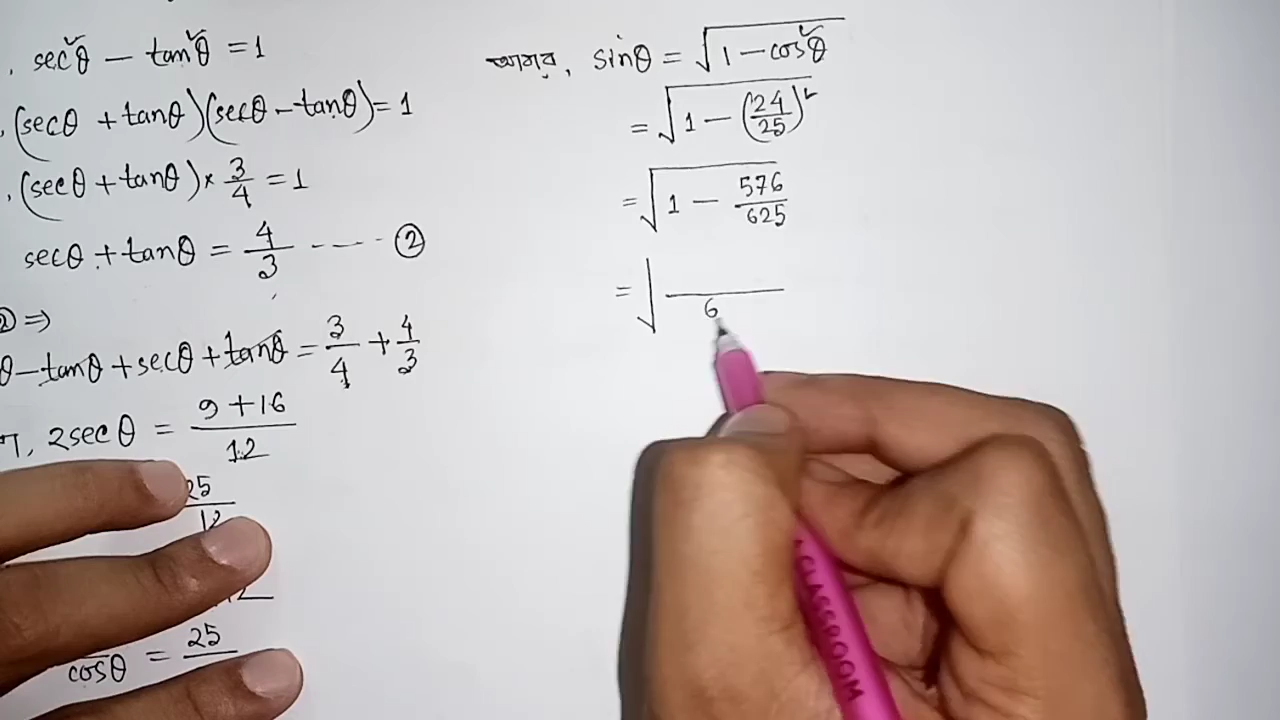 sec²θ − tan²θ = 1
(secθ + tanθ)(secθ − tanθ) = 1
(secθ + tanθ) × 3/4 = 1
secθ + tanθ = 4/3 ---- ②
⇒
θ − tanθ + secθ + tanθ = 3/4 + 4/3
2secθ = (9+16)/12
25/12
cosθ = 25
আবার, sinθ = √(1 − cos²θ)
= √(1 − (24/25)²)
= √(1 − 576/625)
= √ 6
CLASSROOM